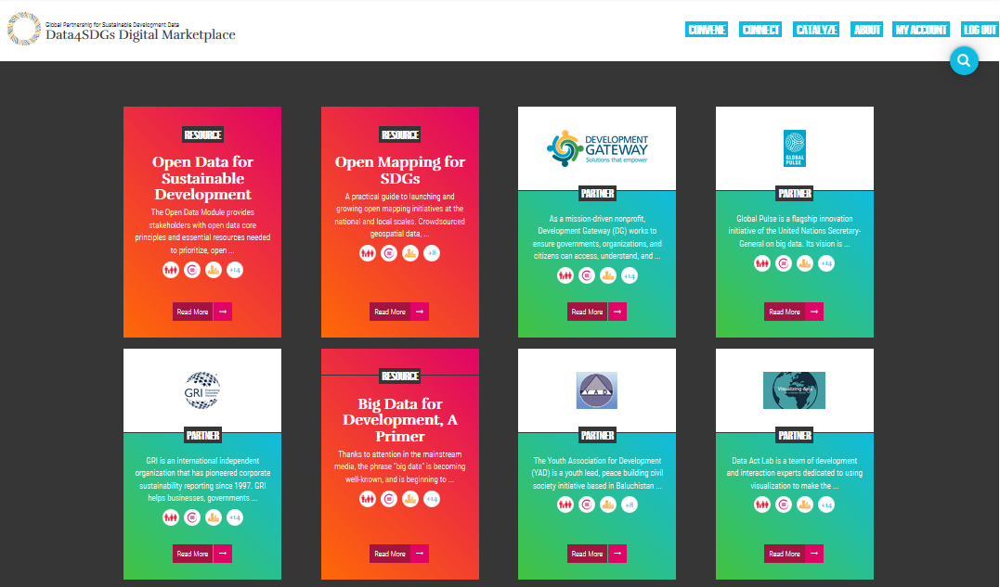 Global Partnership for Sustainable Development Data
Data4SDGs Digital Marketplace
CONVENE CONNECT CATALYZE ABOUT MY ACCOUNT LOG OUT
RESOURCE
Open Data for
Sustainable
Development
The Open Data Module provides
stakeholders with open data core
principles and essential resources needed
to prioritize, open ...
+14
Read More
RESOURCE
Open Mapping for
SDGs
A practical guide to launching and
growing open mapping initiatives at the
national and local scales. Crowdsourced
geospatial data, ...
+8
Read More
DEVELOPMENT
GATEWAY
Solutions that empower
PARTNER
As a mission-driven nonprofit,
Development Gateway (DG) works to
ensure governments, organizations, and
citizens can access, understand, and ...
+14
Read More
GLOBAL
PULSE
PARTNER
Global Pulse is a flagship innovation
initiative of the United Nations Secretary-
General on big data. Its vision is ...
+14
Read More
GRI
PARTNER
GRI is an international independent
organization that has pioneered corporate
sustainability reporting since 1997. GRI
helps businesses, governments ...
+14
Read More
RESOURCE
Big Data for
Development, A
Primer
Thanks to attention in the mainstream
media, the phrase “big data” is becoming
well-known, and is beginning to ...
+14
Read More
YAD
PARTNER
The Youth Association for Development
(YAD) is a youth lead, peace building civil
society initiative based in Baluchistan ...
+8
Read More
Visualizing data
PARTNER
Data Act Lab is a team of development
and interaction experts dedicated to using
visualization to make the ...
+14
Read More